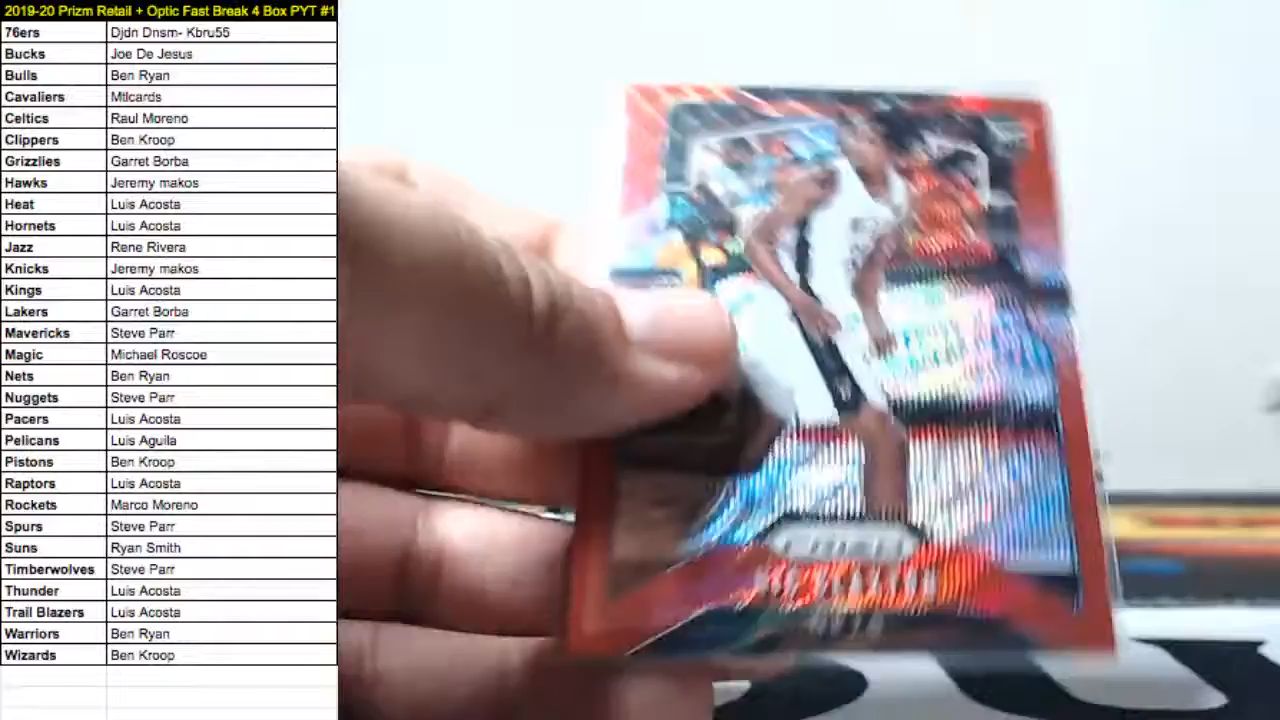 2019-20 Prizm Retail + Optic Fast Break 4 Box PYT #1
76ers Djdn Dnsm- Kbru55
Bucks Joe De Jesus
Bulls Ben Ryan
Cavaliers Mtlcards
Celtics Raul Moreno
Clippers Ben Kroop
Grizzlies Garret Borba
Hawks Jeremy makos
Heat Luis Acosta
Hornets Luis Acosta
Jazz Rene Rivera
Knicks Jeremy makos
Kings Luis Acosta
Lakers Garret Borba
Mavericks Steve Parr
Magic Michael Roscoe
Nets Ben Ryan
Nuggets Steve Parr
Pacers Luis Acosta
Pelicans Luis Aguila
Pistons Ben Kroop
Raptors Luis Acosta
Rockets Marco Moreno
Spurs Steve Parr
Suns Ryan Smith
Timberwolves Steve Parr
Thunder Luis Acosta
Trail Blazers Luis Acosta
Warriors Ben Ryan
Wizards Ben Kroop